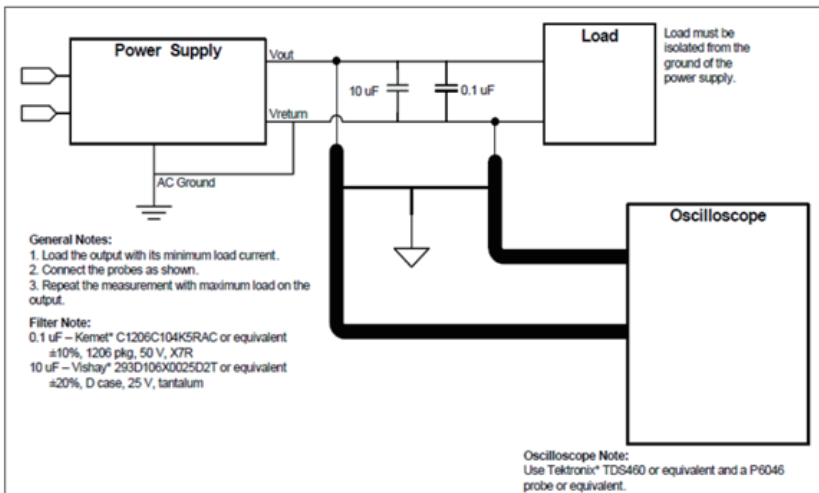 Power Supply
Vout
Vreturn
AC Ground
10 uF
0.1 uF
Load
Load must be
isolated from the
ground of the
power supply.
Oscilloscope
General Notes:
1. Load the output with its minimum load current.
2. Connect the probes as shown.
3. Repeat the measurement with maximum load on the
output.
Filter Note:
0.1 uF – Kemet* C1206C104K5RAC or equivalent
±10%, 1206 pkg, 50 V, X7R
10 uF – Vishay* 293D106X0025D2T or equivalent
±20%, D case, 25 V, tantalum
Oscilloscope Note:
Use Tektronix* TDS460 or equivalent and a P6046
probe or equivalent.